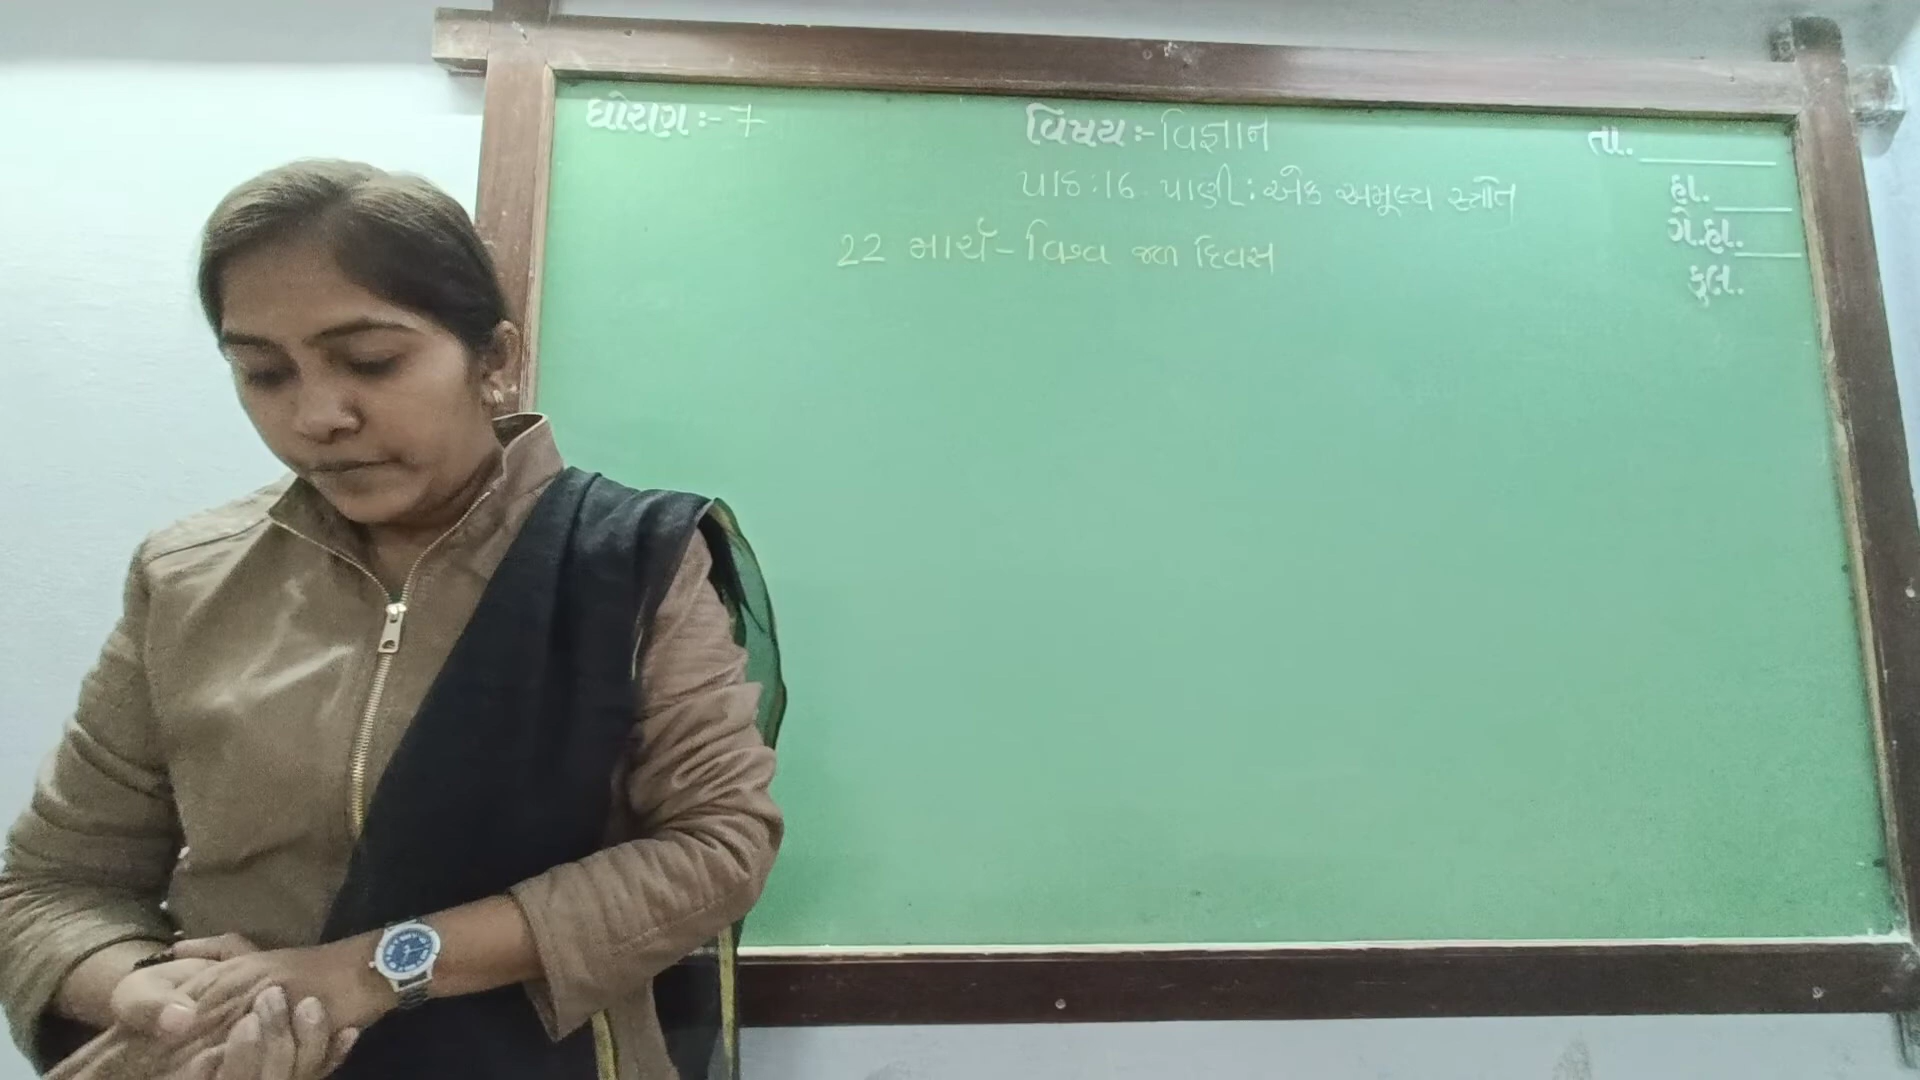 ધોરણ :- 7
વિષય :- વિજ્ઞાન
પાઠ : 16 પાણી : એક અમૂલ્ય સ્ત્રોત
22 માર્ચ - વિશ્વ જળ દિવસ
તા.
હા.
ગે.હા.
કુલ.